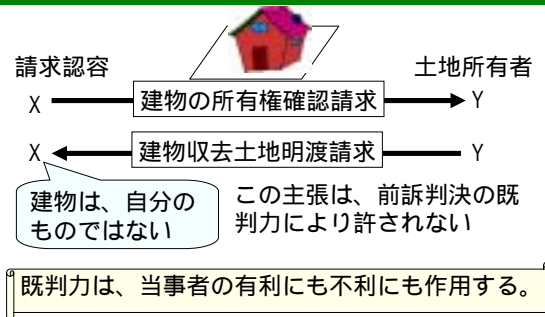 請求認容
土地所有者
X 建物の所有権確認請求 Y
X 建物収去土地明渡請求 Y
建物は、自分の
ものではない
この主張は、前訴判決の既
判力により許されない
既判力は、当事者の有利にも不利にも作用する。